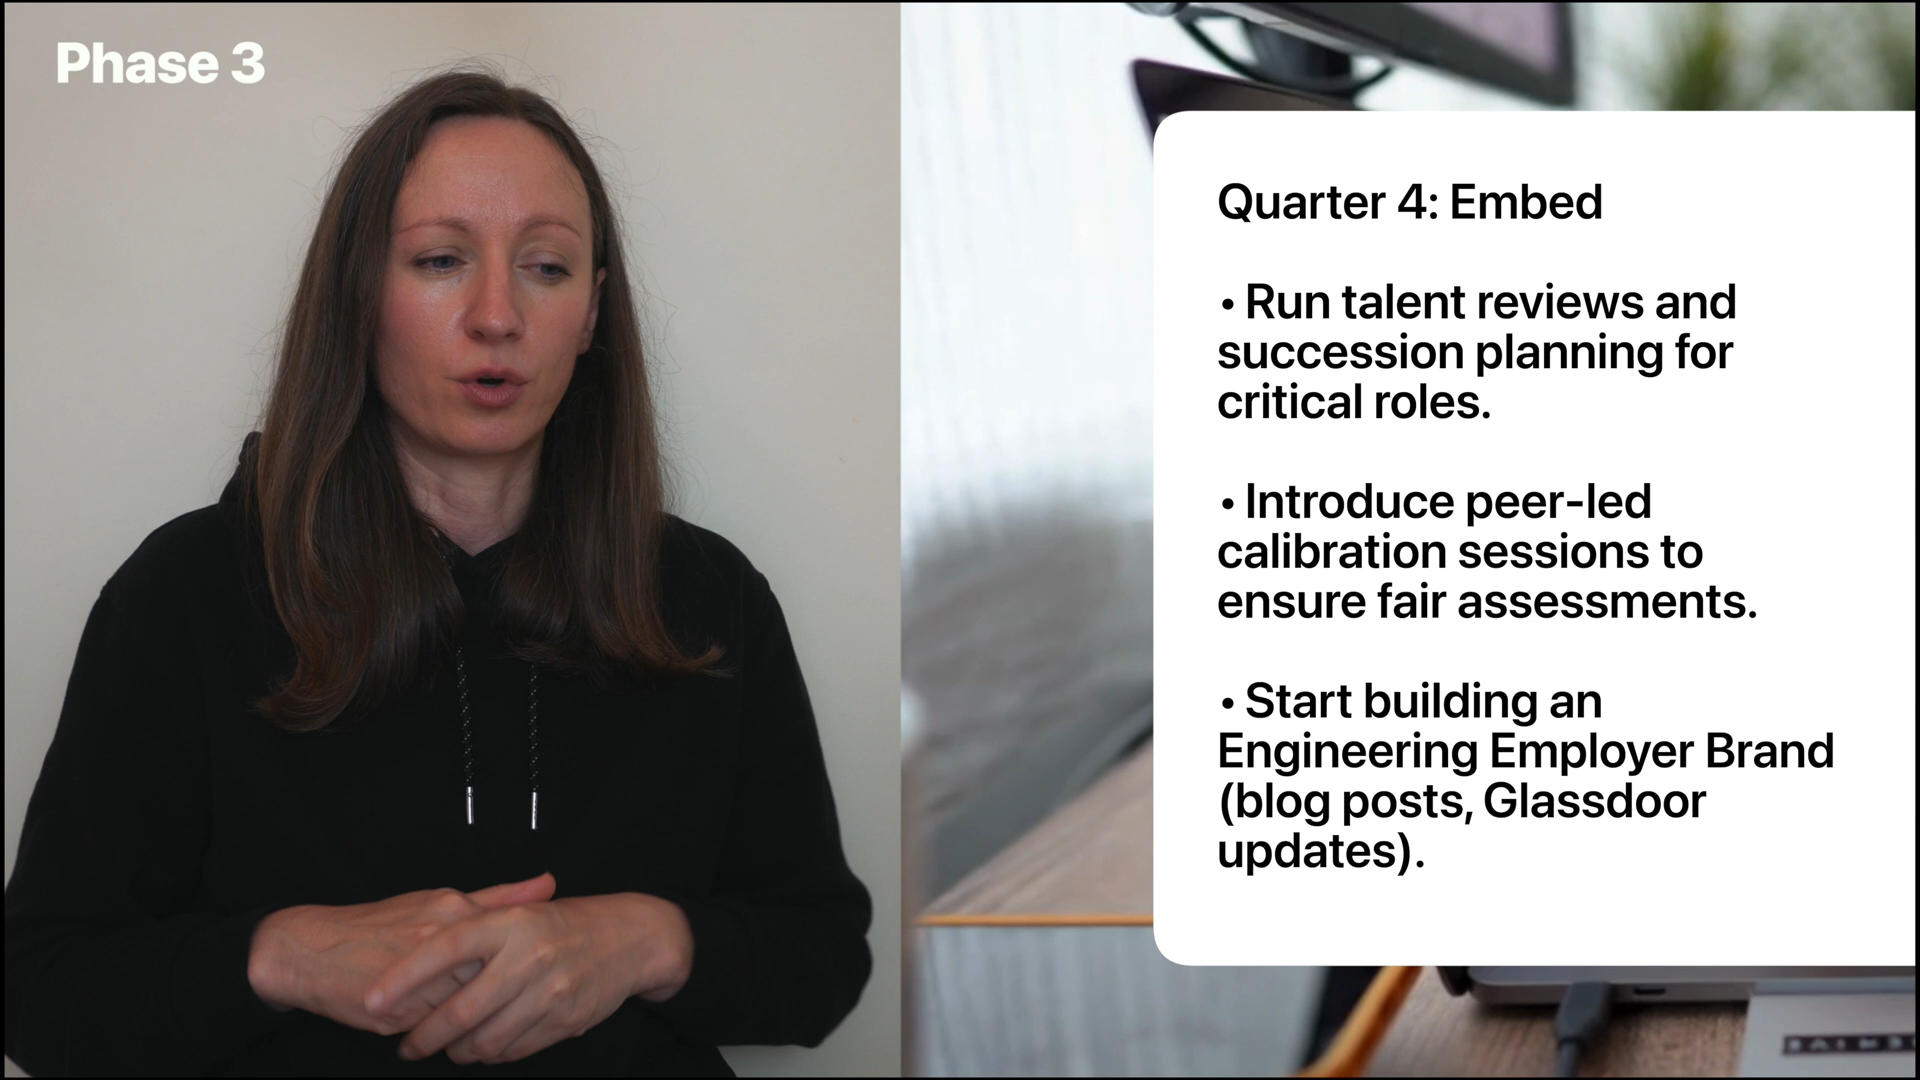 Phase 3
Quarter 4: Embed
• Run talent reviews and
succession planning for
critical roles.
• Introduce peer-led
calibration sessions to
ensure fair assessments.
• Start building an
Engineering Employer Brand
(blog posts, Glassdoor
updates).